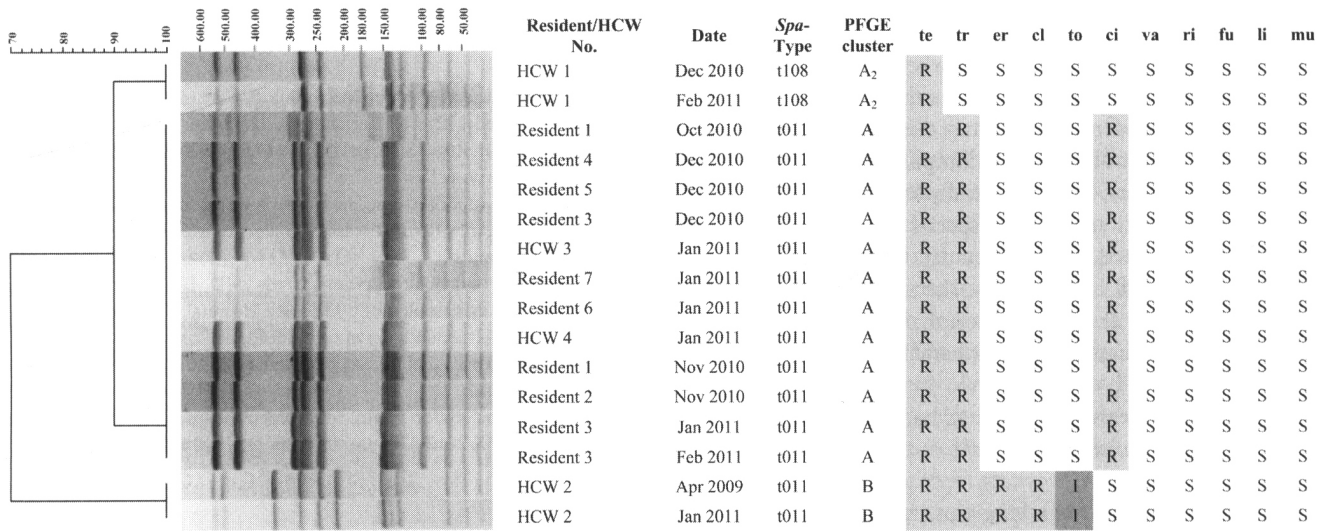 70 80 90 100 600.00 500.00 400.00 300.00 250.00 200.00 180.00 150.00 100.00 80.00 50.00
Resident/HCW No. Date Spa-Type PFGE cluster te tr er cl to ci va ri fu li mu
HCW 1 Dec 2010 t108 A₂ R S S S S S S S S S S
HCW 1 Feb 2011 t108 A₂ R S S S S S S S S S S
Resident 1 Oct 2010 t011 A R R S S S R S S S S S
Resident 4 Dec 2010 t011 A R R S S S R S S S S S
Resident 5 Dec 2010 t011 A R R S S S R S S S S S
Resident 3 Dec 2010 t011 A R R S S S R S S S S S
HCW 3 Jan 2011 t011 A R R S S S R S S S S S
Resident 7 Jan 2011 t011 A R R S S S R S S S S S
Resident 6 Jan 2011 t011 A R R S S S R S S S S S
HCW 4 Jan 2011 t011 A R R S S S R S S S S S
Resident 1 Nov 2010 t011 A R R S S S R S S S S S
Resident 2 Nov 2010 t011 A R R S S S R S S S S S
Resident 3 Jan 2011 t011 A R R S S S R S S S S S
Resident 3 Feb 2011 t011 A R R S S S R S S S S S
HCW 2 Apr 2009 t011 B R R R R I S S S S S S
HCW 2 Jan 2011 t011 B R R R R I S S S S S S